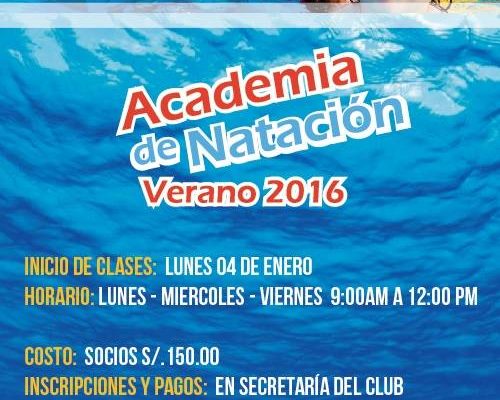 Academia
de Natación
Verano 2016
INICIO DE CLASES: LUNES 04 DE ENERO
HORARIO: LUNES - MIERCOLES - VIERNES 9:00AM A 12:00 PM
COSTO: SOCIOS S/.150.00
INSCRIPCIONES Y PAGOS: EN SECRETARÍA DEL CLUB